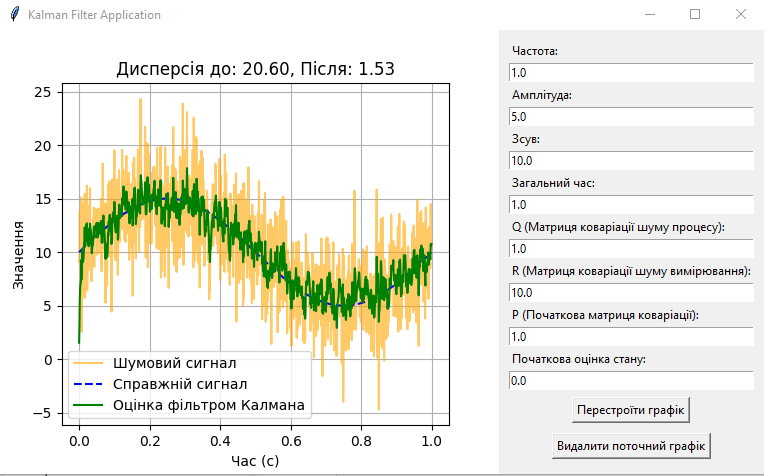 Kalman Filter Application
Дисперсія до: 20.60, Після: 1.53
25
20
15
10
5
0
−5
Значення
0.0
0.2
0.4
0.6
0.8
1.0
Час (с)
Шумовий сигнал
Справжній сигнал
Оцінка фільтром Калмана
Частота:
1.0
Амплітуда:
5.0
Зсув:
10.0
Загальний час:
1.0
Q (Матриця коваріації шуму процесу):
1.0
R (Матриця коваріації шуму вимірювання):
10.0
P (Початкова матриця коваріації):
1.0
Початкова оцінка стану:
0.0
Перестроїти графік
Видалити поточний графік